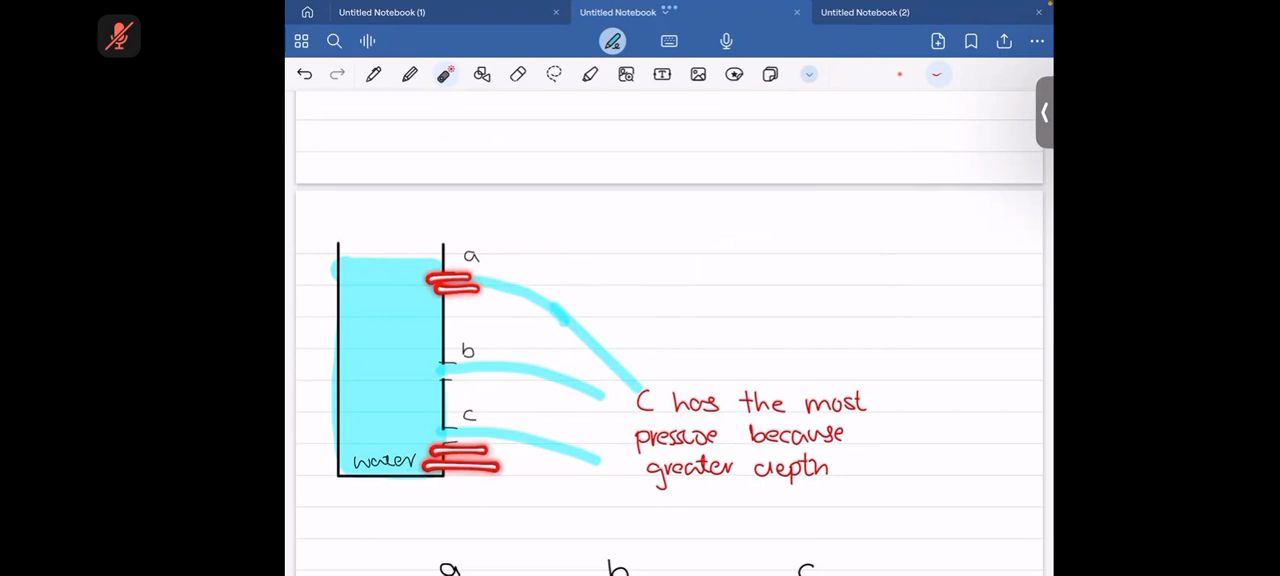 Untitled Notebook (1)
Untitled Notebook
Untitled Notebook (2)
a
b
c
water
C has the most
pressure because
greater depth
a b c